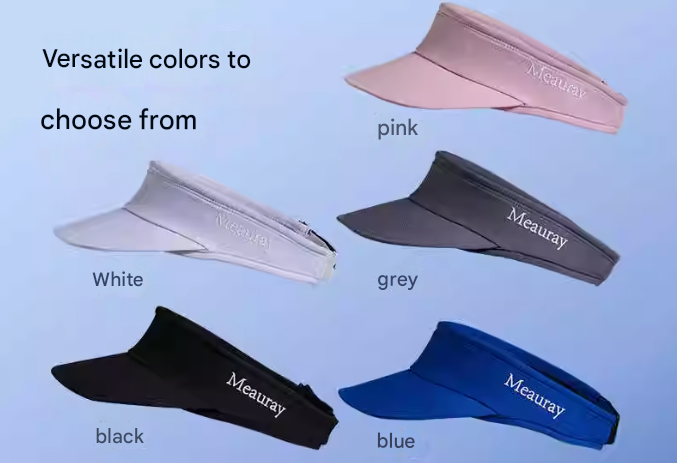 Versatile colors to
choose from
Meauray
pink
Meauray
White
Meauray
grey
Meauray
black
Meauray
blue